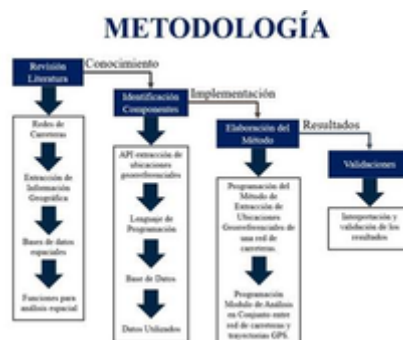 METODOLOGÍA
Revisión
Literatura
Conocimiento
Redes de
Carreteras
Extracción de
Información
Geográfica
Bases de datos
espaciales
Funciones para
análisis espacial
Identificación
Componentes
Implementación
API extracción de
ubicaciones
georeferenciales
Lenguaje de
Programación
Base de Datos
Datos Utilizados
Elaboración del
Método
Resultados
Programación del
Método de
Extracción de
Ubicaciones
Georeferenciales de
una red de
carreteras.
Programación
Modulo de Análisis
en Conjunto entre
red de carreteras y
trayectorias GPS.
Validaciones
Interpretación y
validación de los
resultados